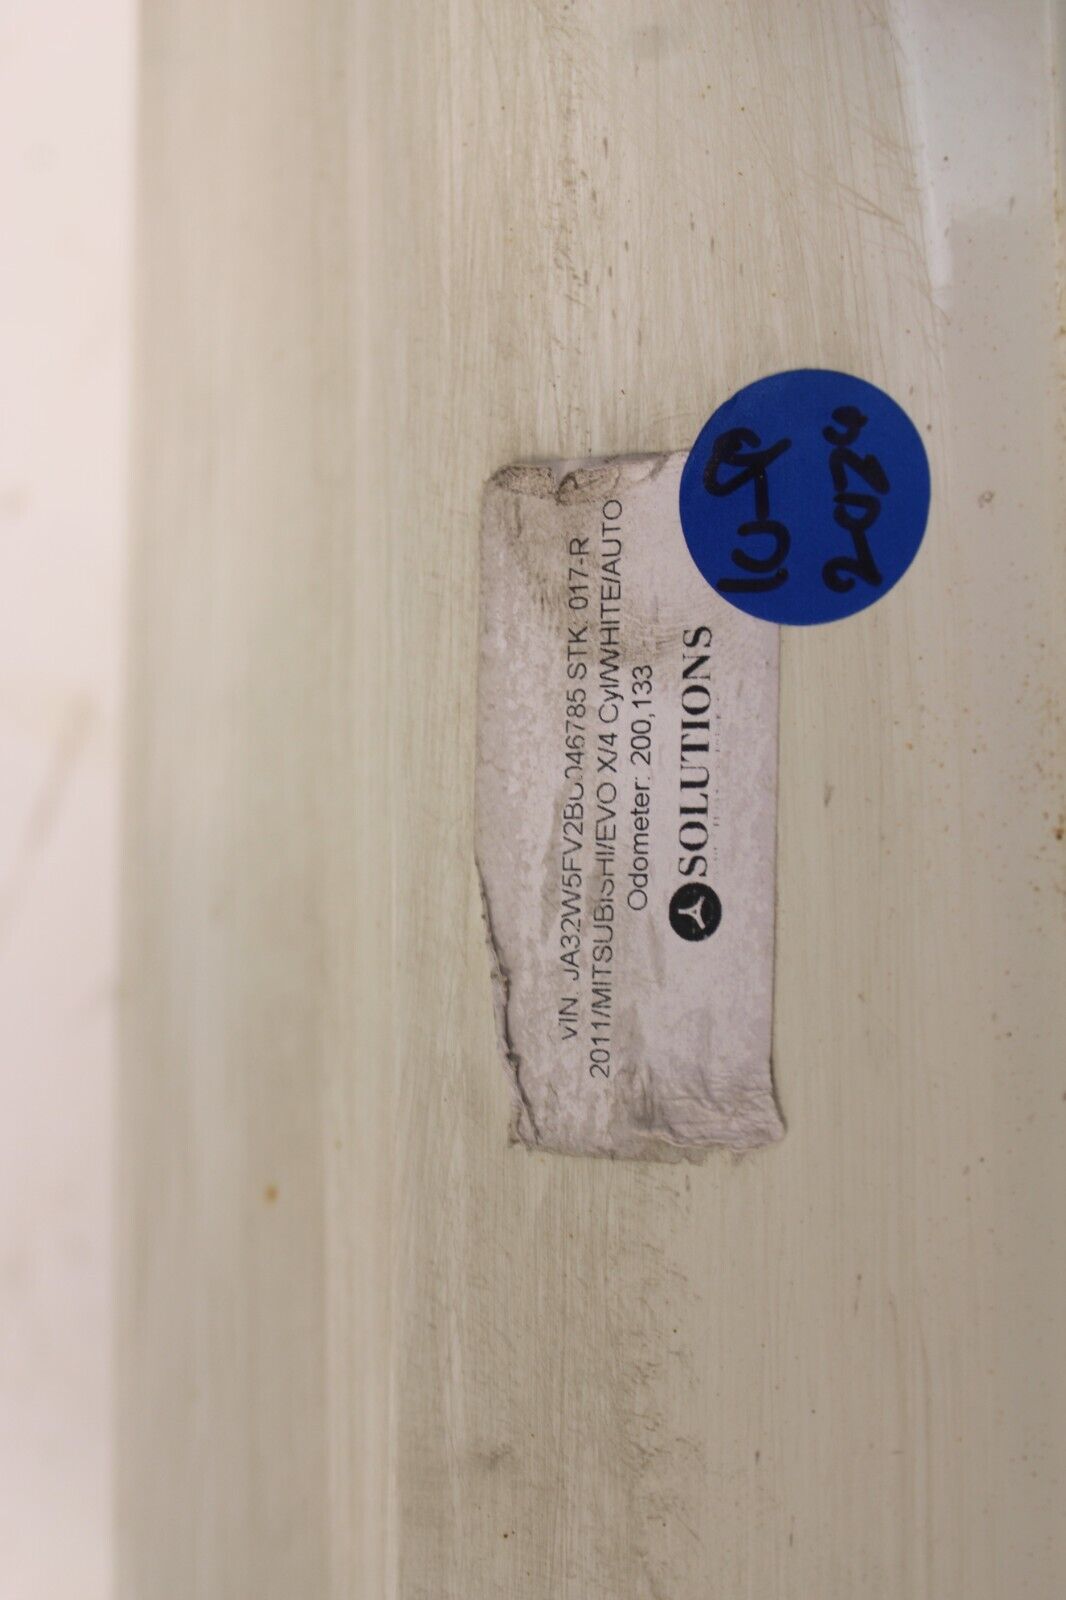 VIN. JA32W5FV2BU046785 STK. 017-R
2011/MITSUBISHI/EVO X/4 Cyl/WHITE/AUTO
Odometer: 200,133
SOLUTIONS
10-9
2024